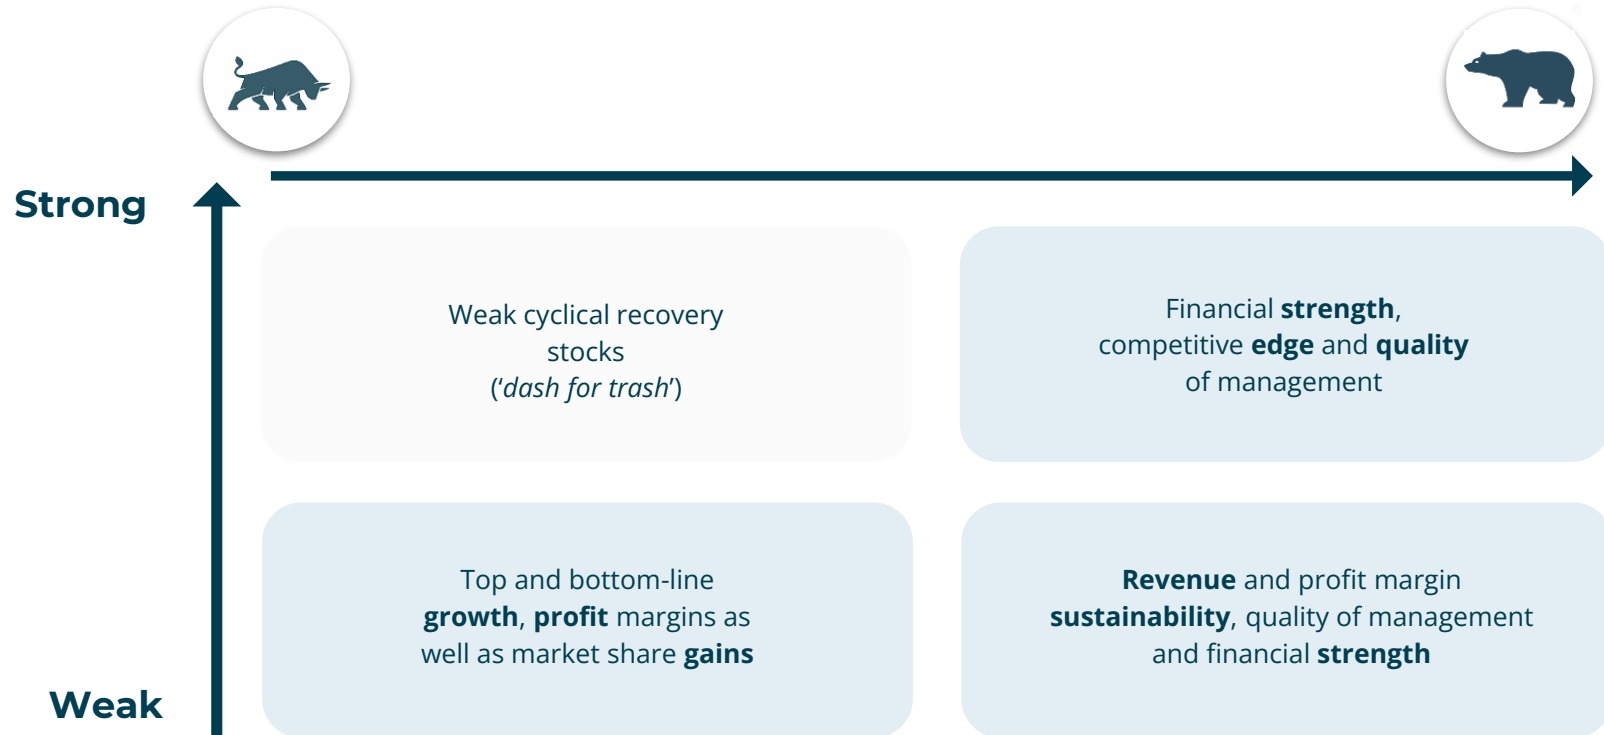 Strong
Weak cyclical recovery
stocks
(‘dash for trash’)
Financial strength,
competitive edge and quality
of management
Top and bottom-line
growth, profit margins as
well as market share gains
Revenue and profit margin
sustainability, quality of management
and financial strength
Weak